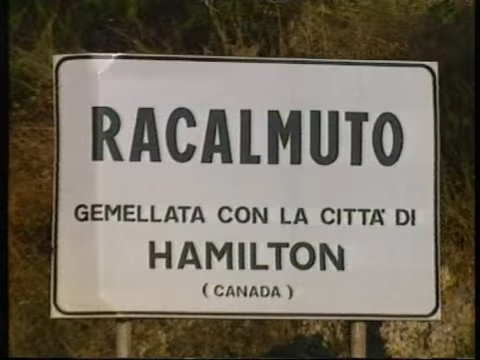 RACALMUTO
GEMELLATA CON LA CITTA' DI
HAMILTON
(CANADA)